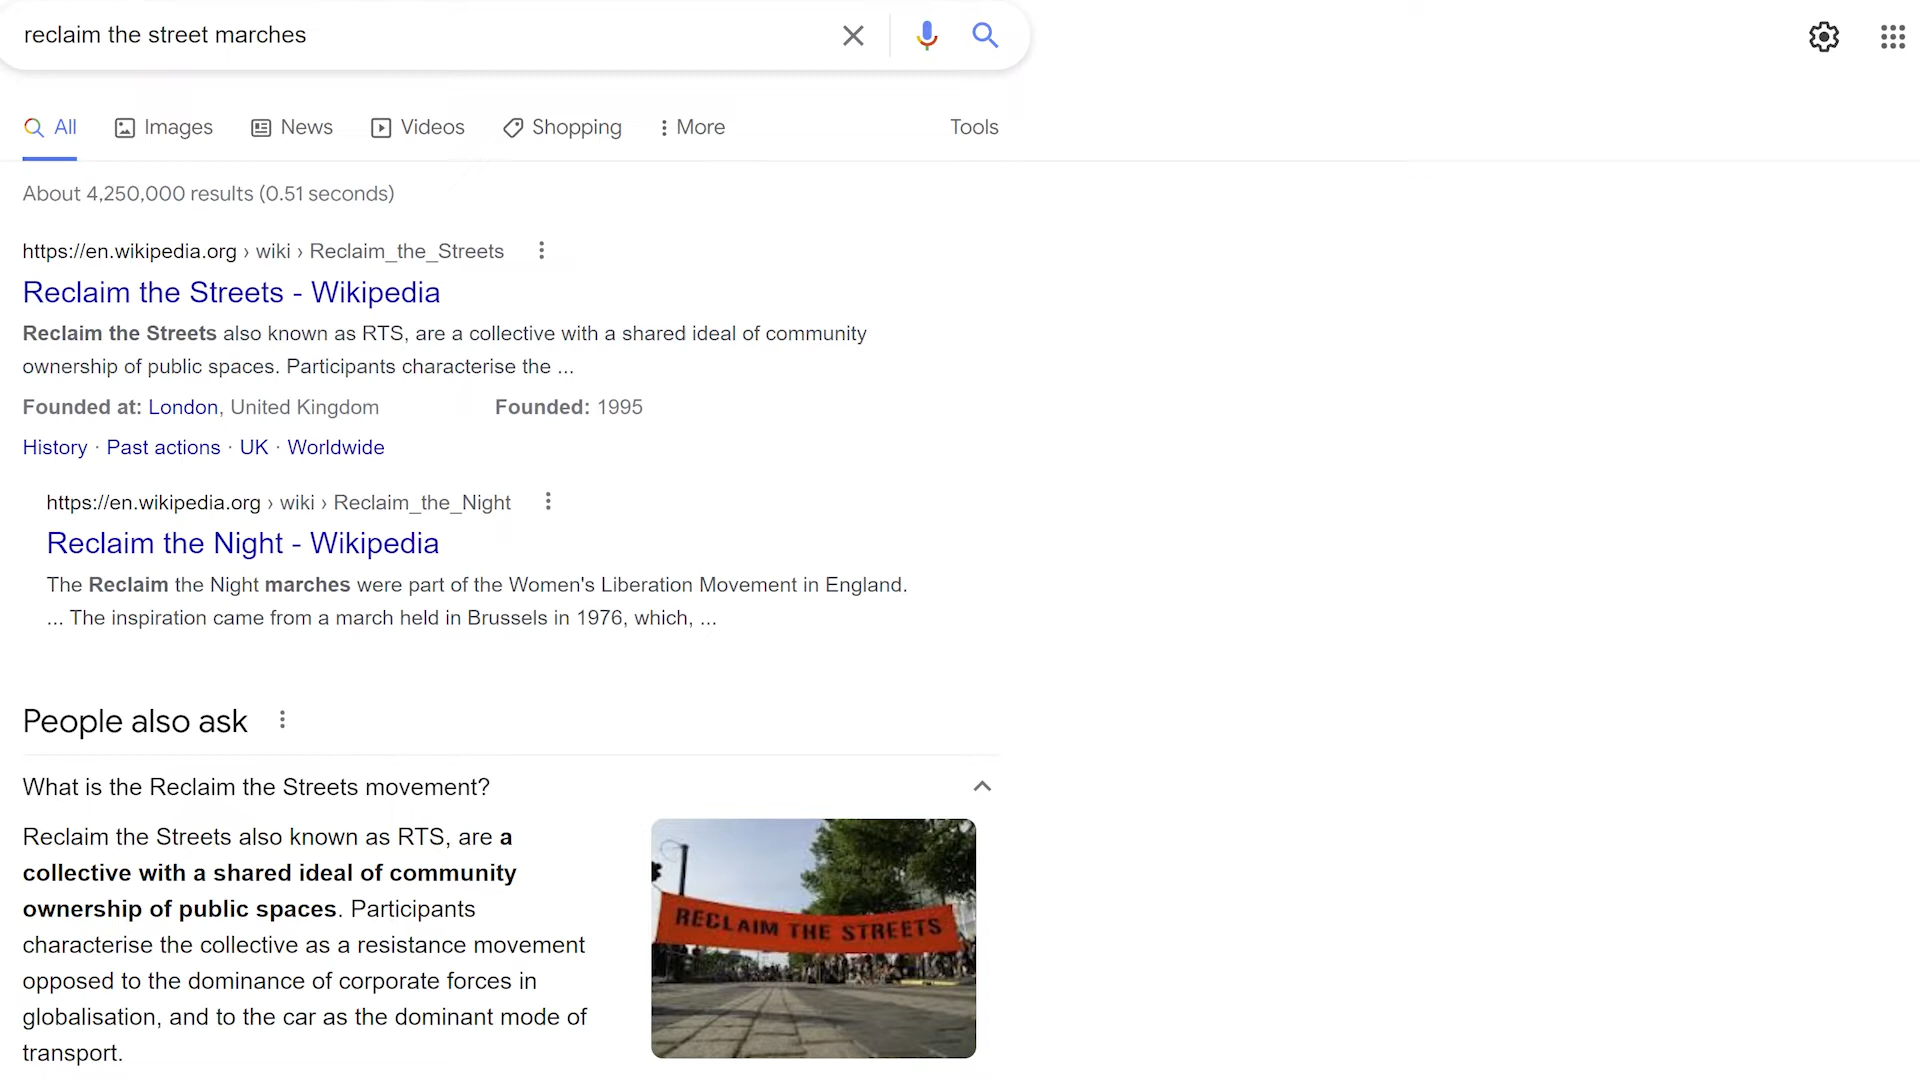 reclaim the street marches
All Images News Videos Shopping More Tools
About 4,250,000 results (0.51 seconds)
https://en.wikipedia.org › wiki › Reclaim_the_Streets
Reclaim the Streets - Wikipedia
Reclaim the Streets also known as RTS, are a collective with a shared ideal of community
ownership of public spaces. Participants characterise the ...
Founded at: London, United Kingdom Founded: 1995
History · Past actions · UK · Worldwide
https://en.wikipedia.org › wiki › Reclaim_the_Night
Reclaim the Night - Wikipedia
The Reclaim the Night marches were part of the Women's Liberation Movement in England.
... The inspiration came from a march held in Brussels in 1976, which, ...
People also ask
What is the Reclaim the Streets movement?
Reclaim the Streets also known as RTS, are a
collective with a shared ideal of community
ownership of public spaces. Participants
characterise the collective as a resistance movement
opposed to the dominance of corporate forces in
globalisation, and to the car as the dominant mode of
transport.
RECLAIM THE STREETS